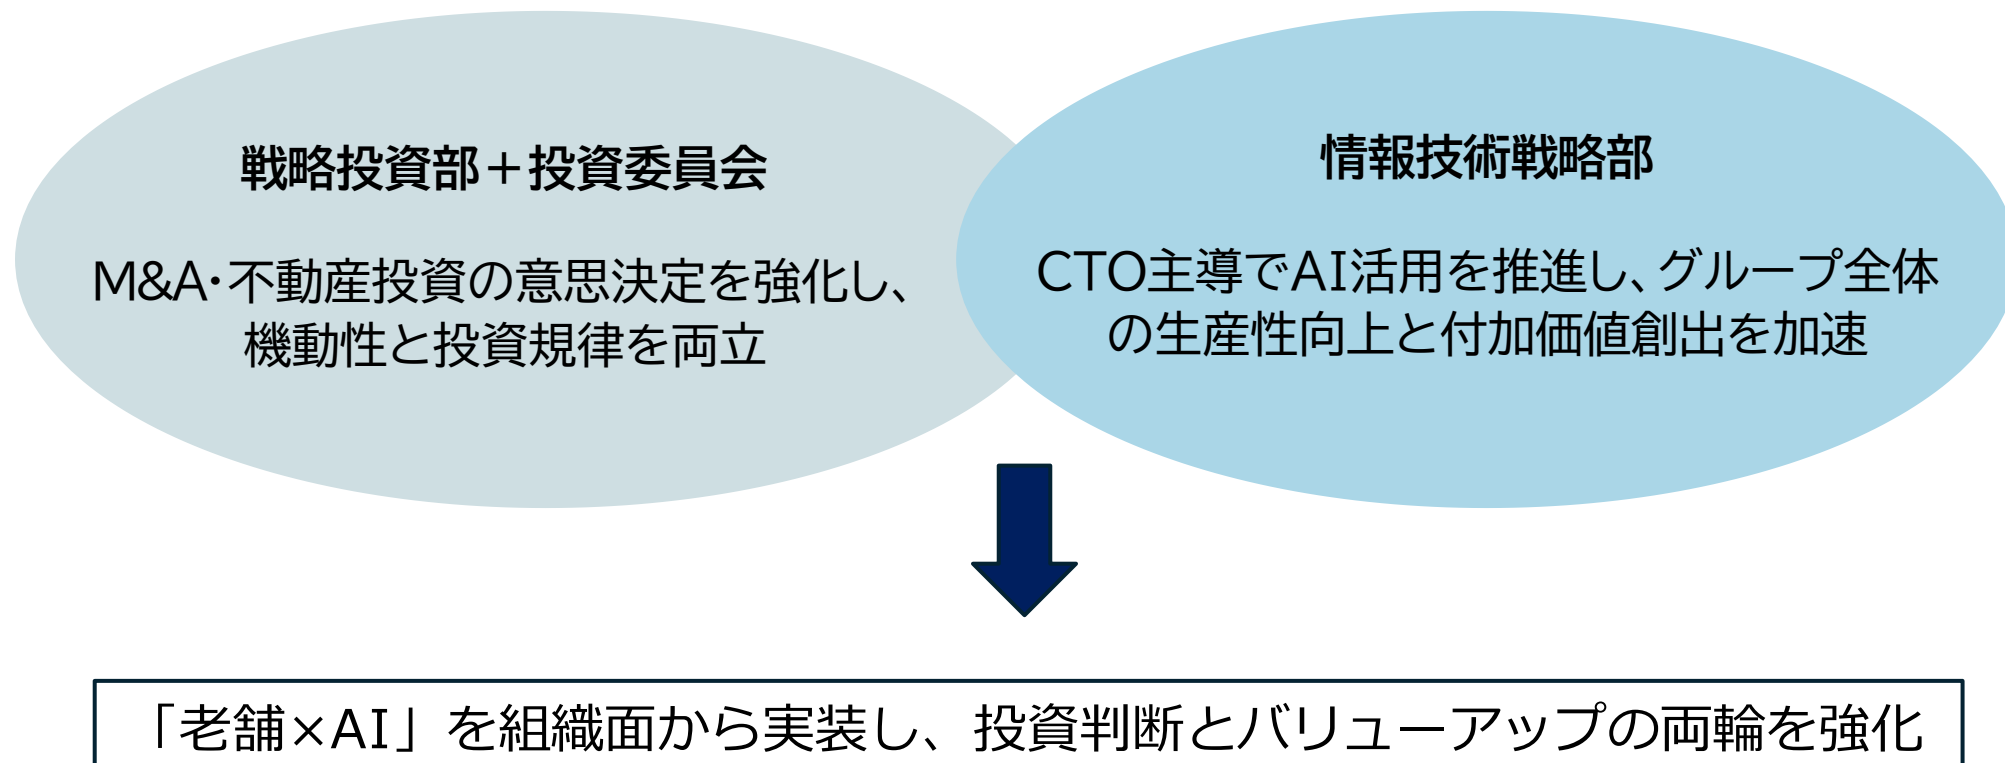 戦略投資部＋投資委員会
M&A・不動産投資の意思決定を強化し、
機動性と投資規律を両立
情報技術戦略部
CTO主導でAI活用を推進し、グループ全体
の生産性向上と付加価値創出を加速
「老舗×AI」を組織面から実装し、投資判断とバリューアップの両輪を強化